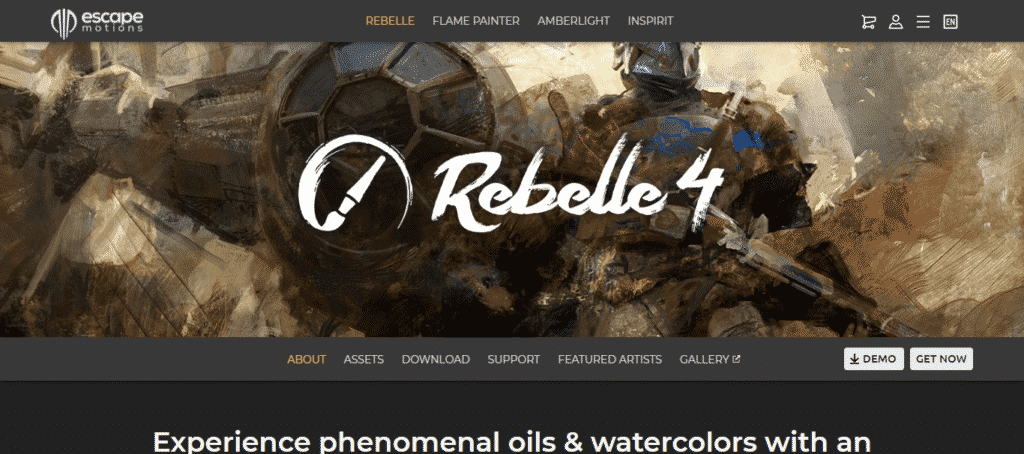 escape
motions
REBELLE FLAME PAINTER AMBERLIGHT INSPIRIT
EN
Rebelle 4
ABOUT ASSETS DOWNLOAD SUPPORT FEATURED ARTISTS GALLERY
DEMO GET NOW
Experience phenomenal oils & watercolors with an